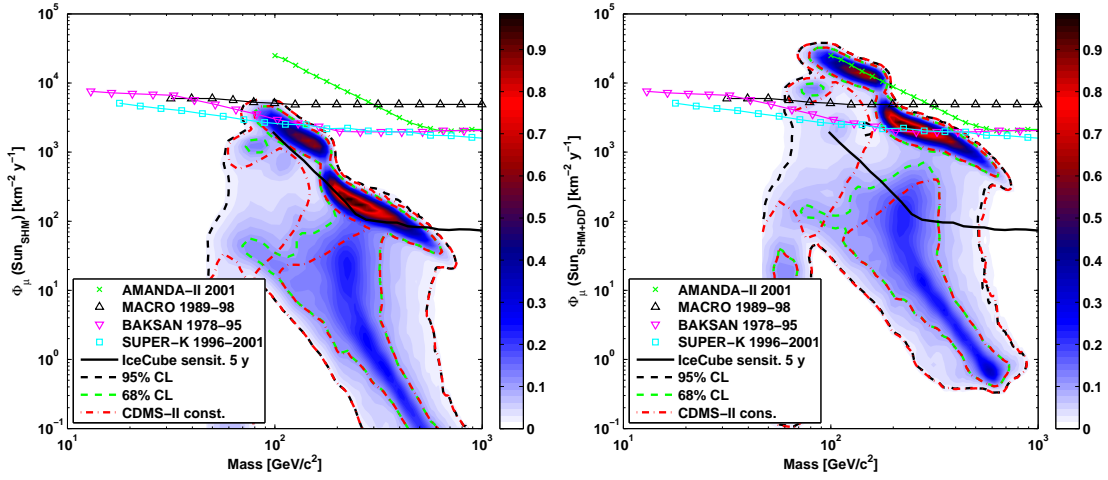 Φμ (SunSHM) [km−2 y−1]
10^5
10^4
10^3
10^2
10^1
10^0
10^-1
AMANDA−II 2001
MACRO 1989−98
BAKSAN 1978−95
SUPER−K 1996−2001
IceCube sensit. 5 y
95% CL
68% CL
CDMS−II const.
10^1
10^2
10^3
Mass [GeV/c2]
0.9
0.8
0.7
0.6
0.5
0.4
0.3
0.2
0.1
0
Φμ (SunSHM+DD) [km−2 y−1]
10^5
10^4
10^3
10^2
10^1
10^0
10^-1
AMANDA−II 2001
MACRO 1989−98
BAKSAN 1978−95
SUPER−K 1996−2001
IceCube sensit. 5 y
95% CL
68% CL
CDMS−II cons.
10^1
10^2
10^3
Mass [GeV/c2]
0.9
0.8
0.7
0.6
0.5
0.4
0.3
0.2
0.1
0